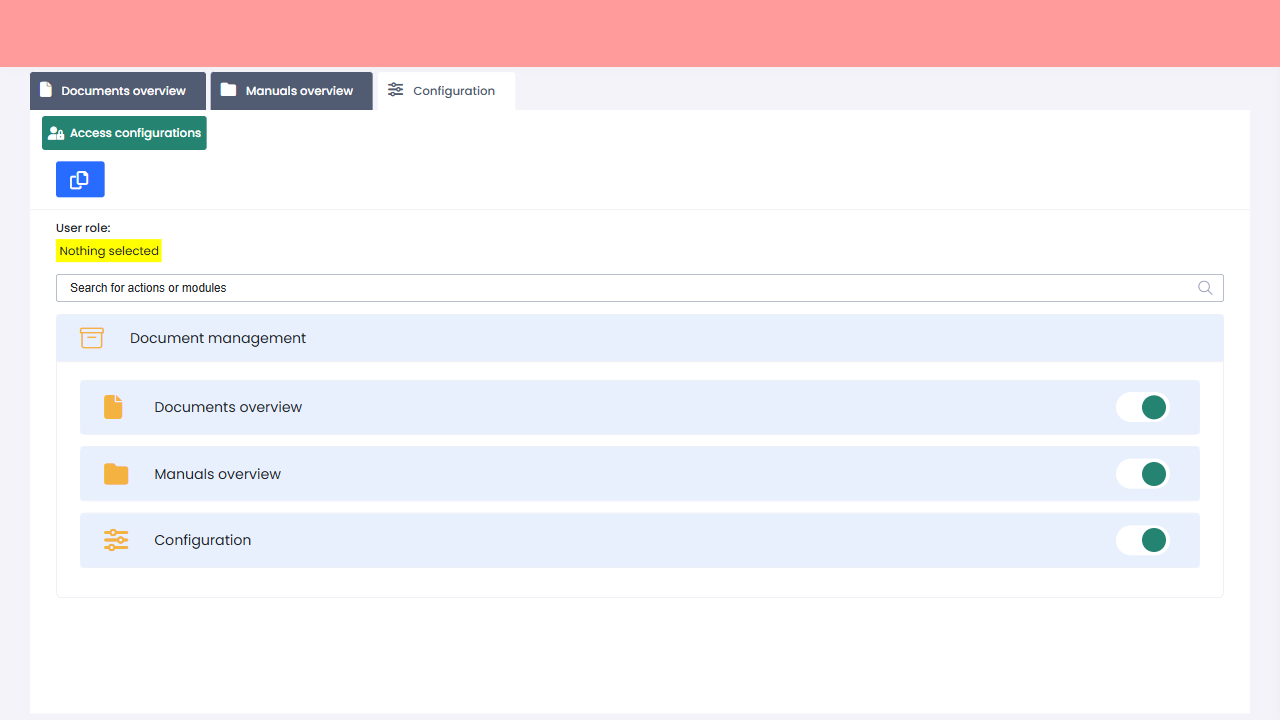 Documents overview
Manuals overview
Configuration
Access configurations
User role:
Nothing selected
Search for actions or modules
Document management
Documents overview
Manuals overview
Configuration